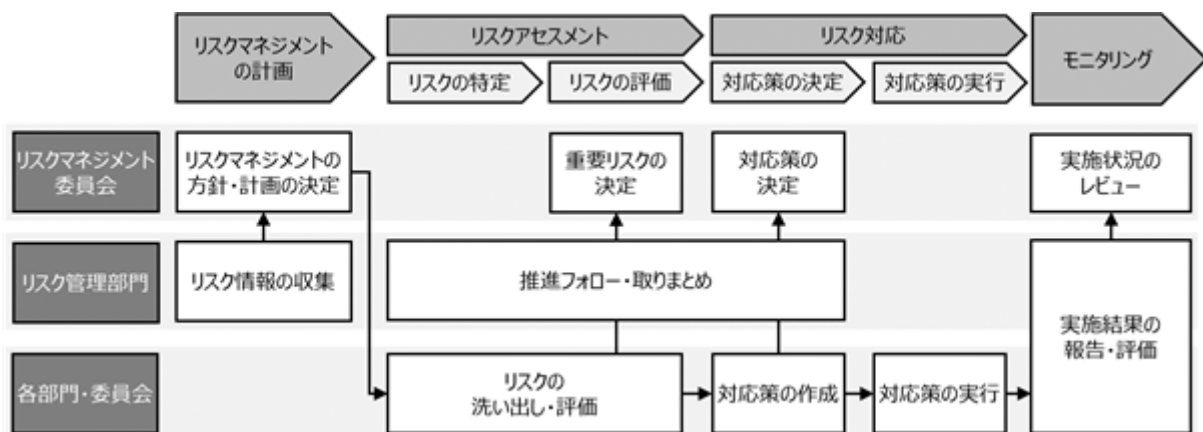 リスクマネジメント
の計画
リスクアセスメント
リスク対応
モニタリング
リスクの特定
リスクの評価
対応策の決定
対応策の実行
リスクマネジメント
委員会
リスクマネジメントの
方針・計画の決定
重要リスクの
決定
対応策の
決定
実施状況の
レビュー
リスク管理部門
リスク情報の収集
推進フォロー・取りまとめ
実施結果の
報告・評価
各部門・委員会
リスクの
洗い出し・評価
対応策の作成
対応策の実行